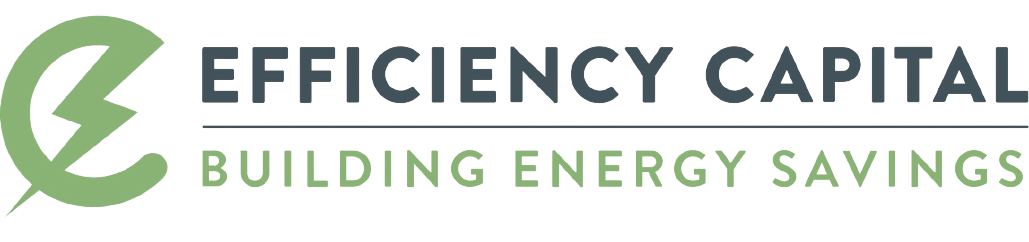 EFFICIENCY CAPITAL
BUILDING ENERGY SAVINGS